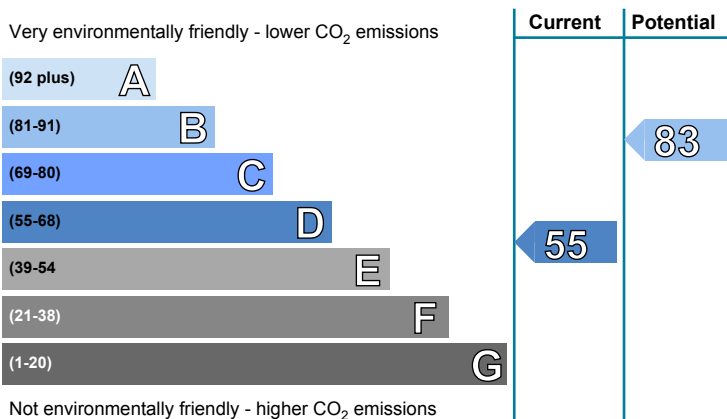 Current Potential
Very environmentally friendly - lower CO2 emissions
(92 plus) A
(81-91) B
83
(69-80) C
(55-68) D
55
(39-54 E
(21-38) F
(1-20) G
Not environmentally friendly - higher CO2 emissions